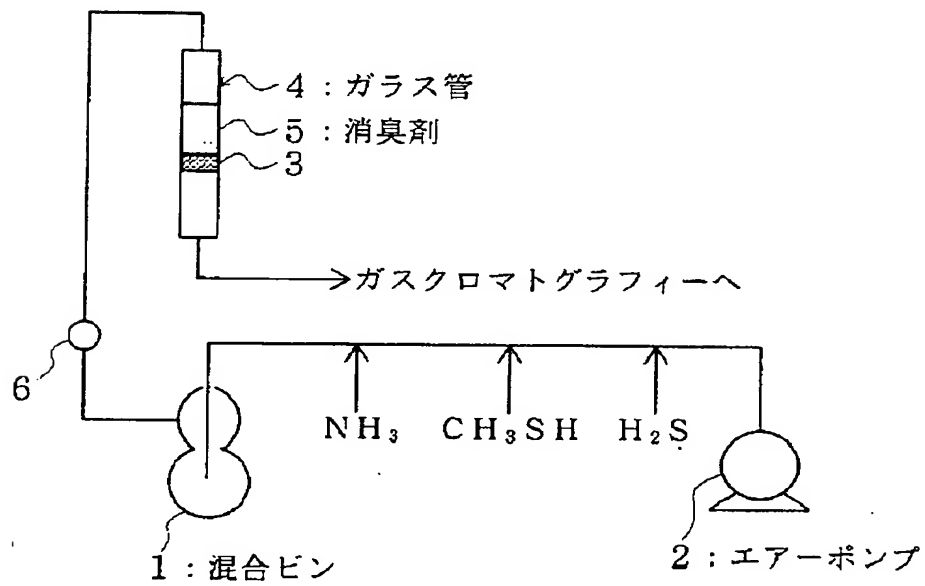 4：ガラス管
5：消臭剤
3
ガスクロマトグラフィーへ
6
NH₃ CH₃SH H₂S
1：混合ビン
2：エアーポンプ